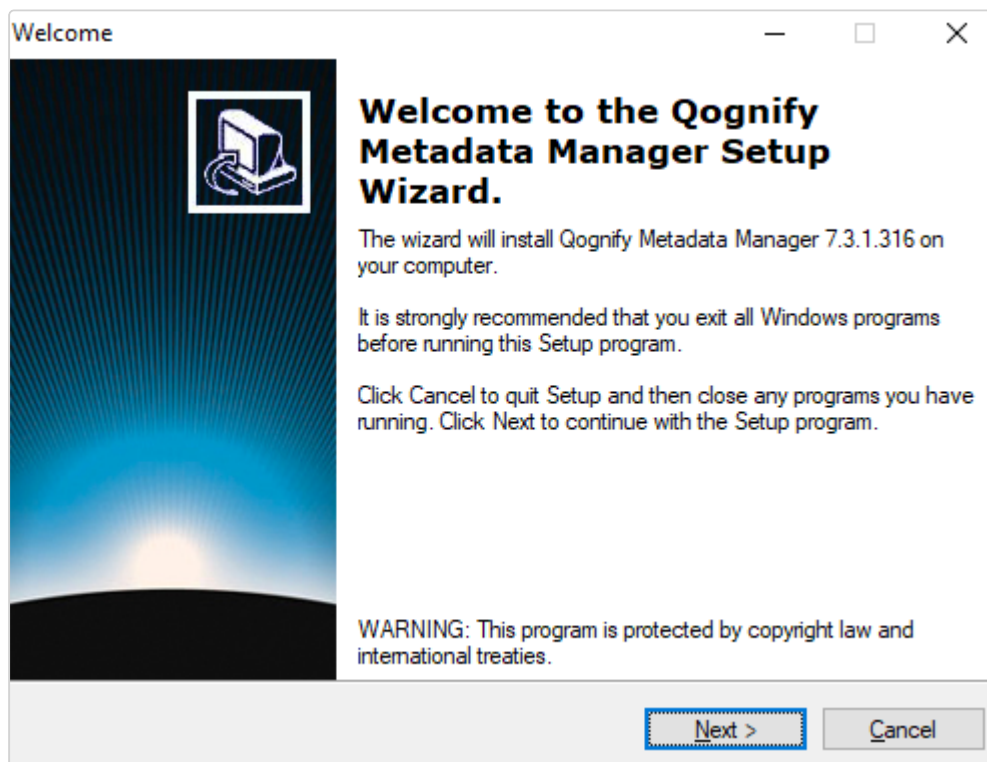 Welcome
Welcome to the Qognify
Metadata Manager Setup
Wizard.
The wizard will install Qognify Metadata Manager 7.3.1.316 on
your computer.
It is strongly recommended that you exit all Windows programs
before running this Setup program.
Click Cancel to quit Setup and then close any programs you have
running. Click Next to continue with the Setup program.
WARNING: This program is protected by copyright law and
international treaties.
Next >
Cancel